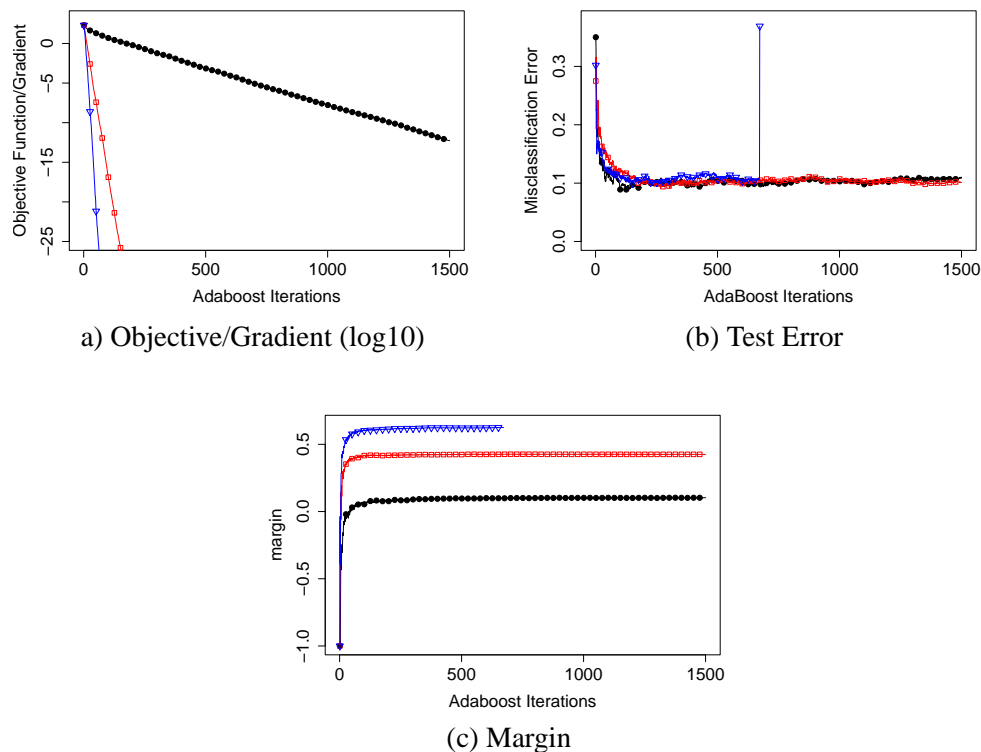 0
−5
−15
−25
Objective Function/Gradient
0 500 1000 1500
Adaboost Iterations
a) Objective/Gradient (log10)
0.3
0.2
0.1
0.0
Misclassification Error
0 500 1000 1500
AdaBoost Iterations
(b) Test Error
0.5
0.0
−0.5
−1.0
margin
0 500 1000 1500
Adaboost Iterations
(c) Margin